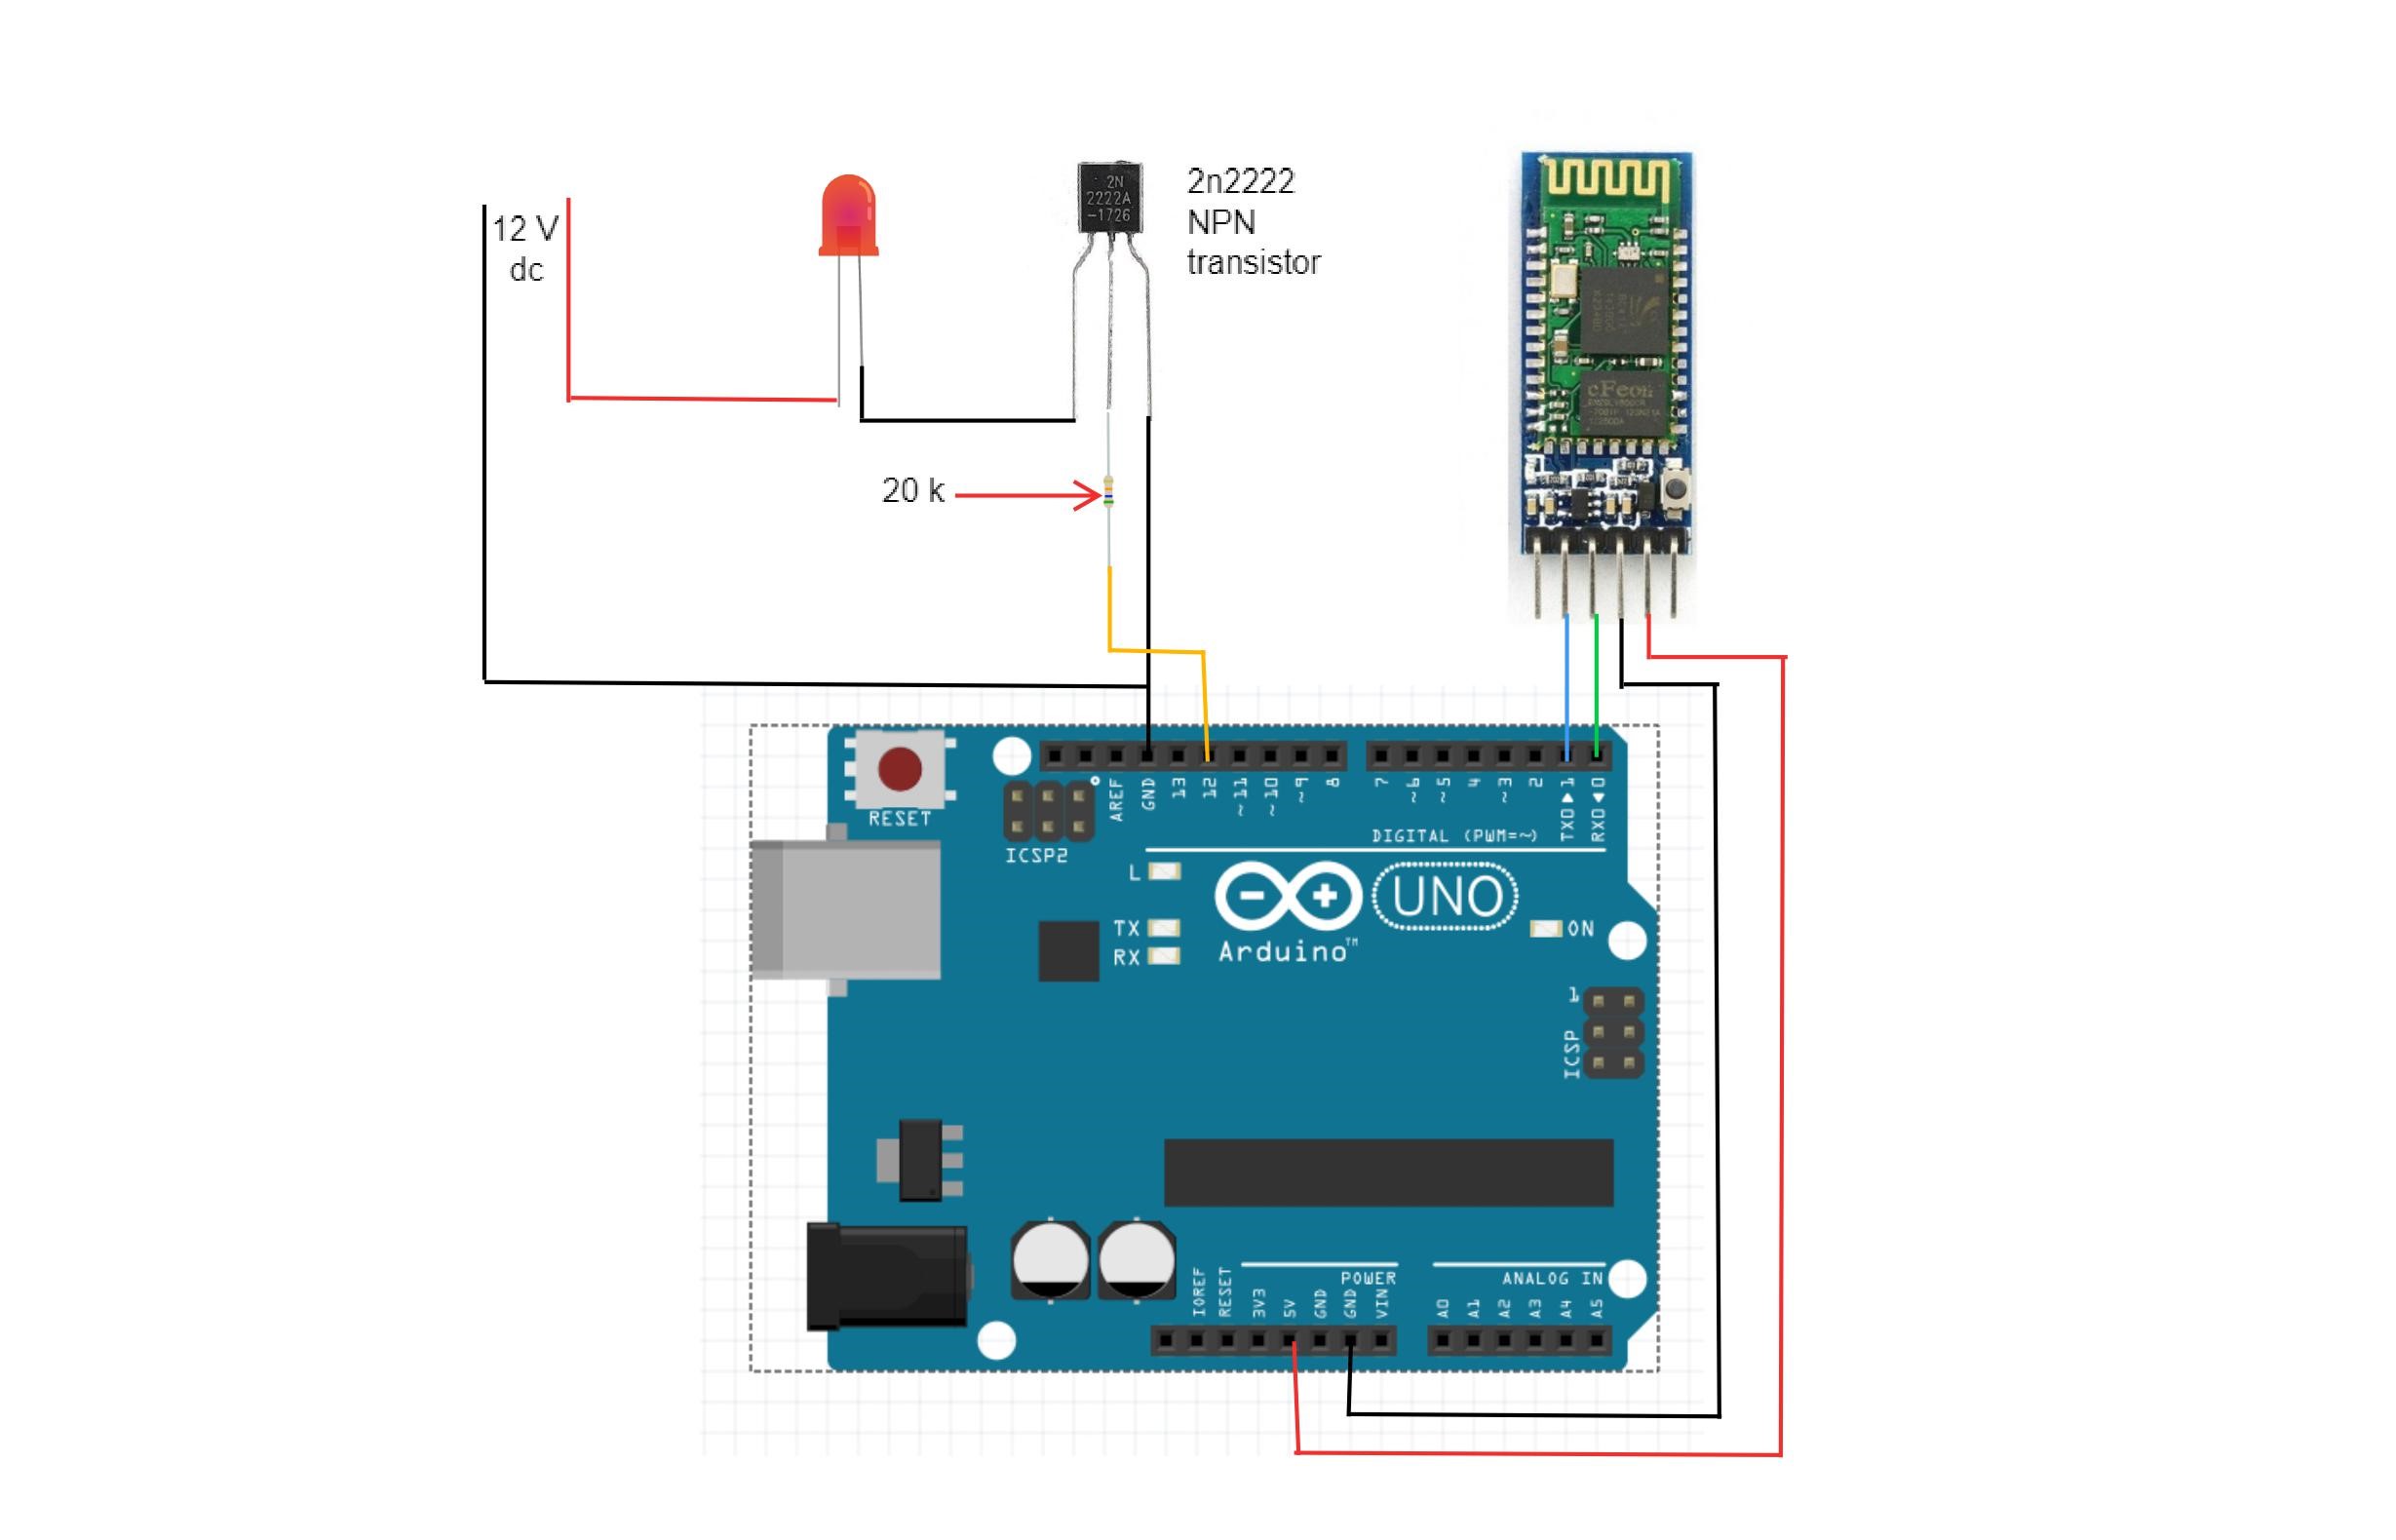 12 V
dc
2N
2222A
-1726
2n2222
NPN
transistor
20 k
cFeon
RESET
ICSP2
AREF
GND
13
12
~11
~10
~9
8
7
~6
~5
4
~3
2
TX0▶1
RX0◀0
DIGITAL (PWM=~)
L
TX
RX
UNO
Arduino™
ON
1
ICSP
IOREF
RESET
3V3
5V
GND
GND
VIN
POWER
ANALOG IN
A0
A1
A2
A3
A4
A5